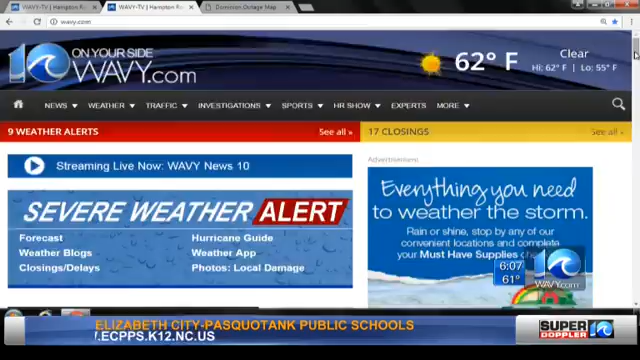 WAVY-TV | Hampton R
WAVY-TV | Hampton R
Dominion Outage Map
wavy.com
10 ON YOUR SIDE
WAVY.com
62° F
Clear
Hi: 62° F | Lo: 55° F
NEWS WEATHER TRAFFIC INVESTIGATIONS SPORTS HR SHOW EXPERTS MORE
9 WEATHER ALERTS See all »
17 CLOSINGS See all »
Streaming Live Now: WAVY News 10
Advertisement
SEVERE WEATHER ALERT
Forecast
Weather Blogs
Closings/Delays
Hurricane Guide
Weather App
Photos: Local Damage
Everything you need
to weather the storm.
Rain or shine, stop by any of our
convenient locations and complete
your Must Have Supplies
6:07
61°
WAVY.com
ELIZABETH CITY-PASQUOTANK PUBLIC SCHOOLS
.ECPPS.K12.NC.US
SUPER
DOPPLER
10